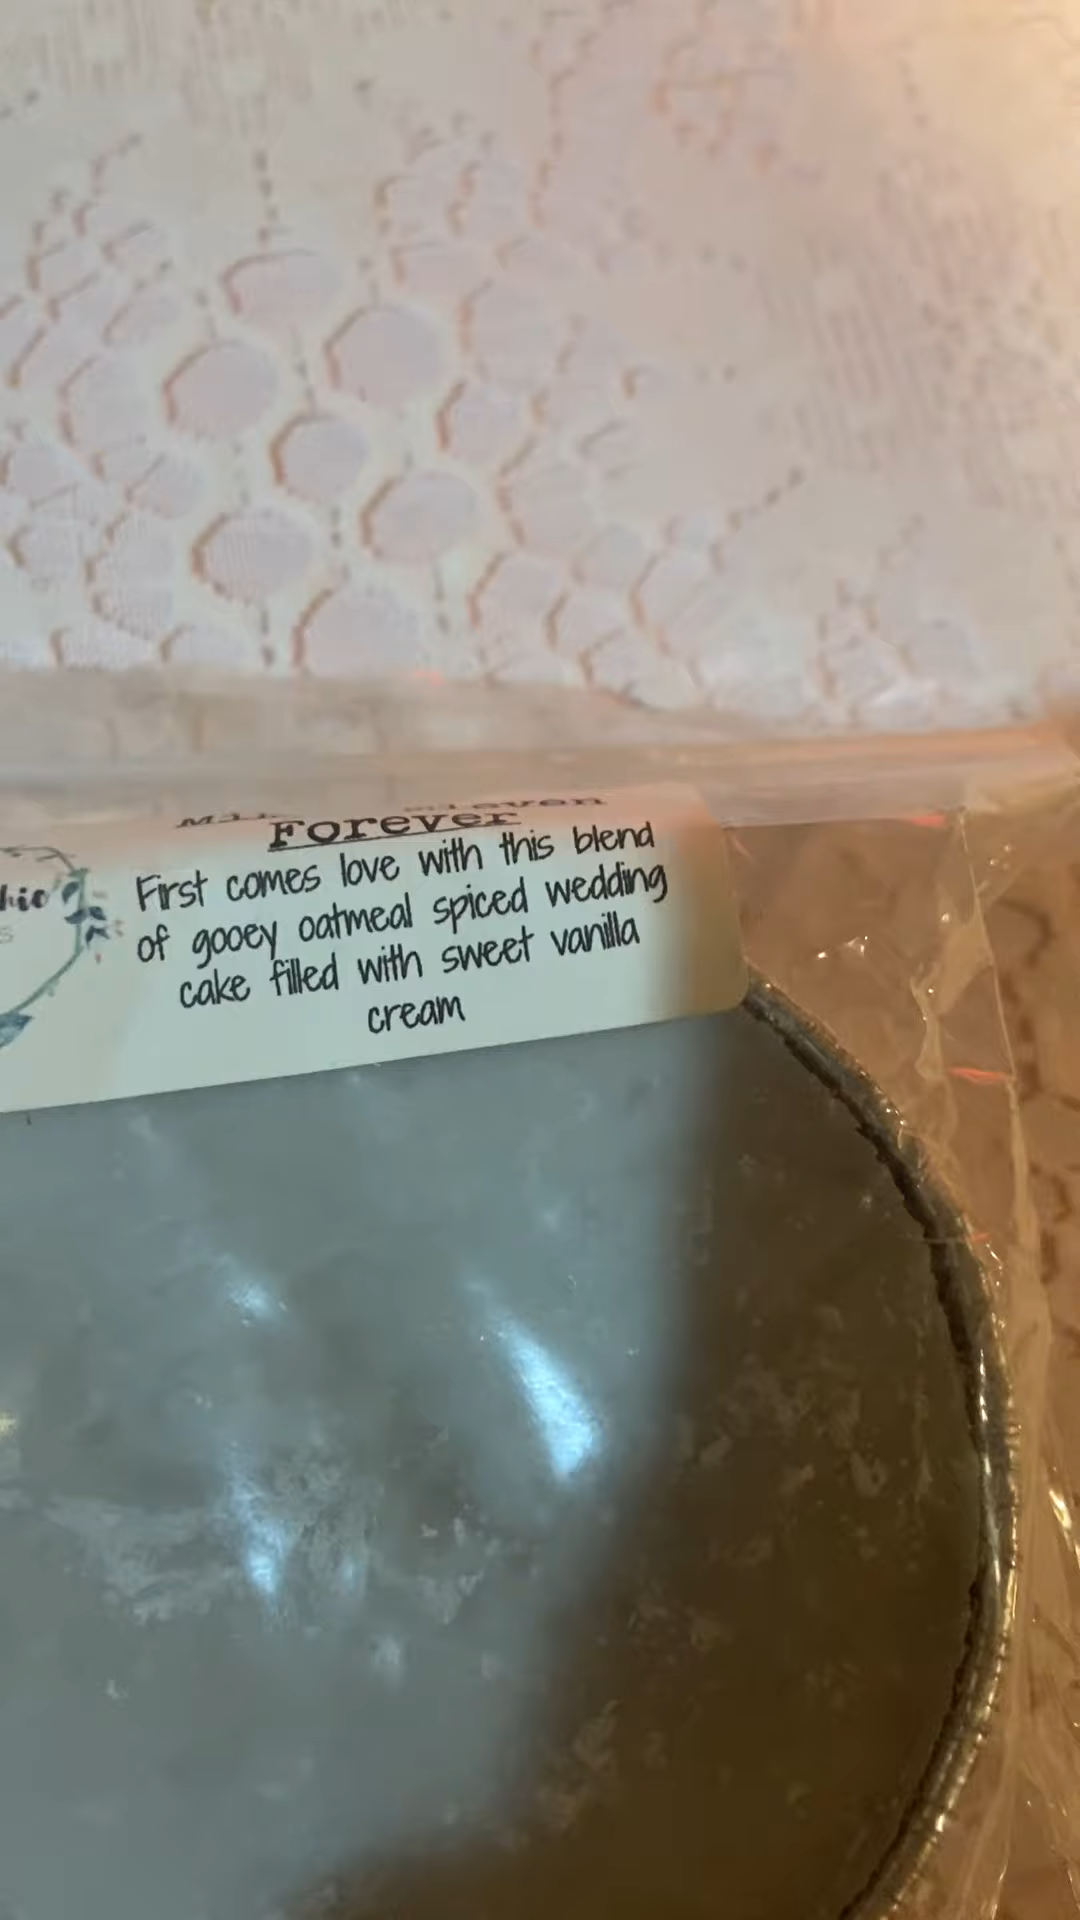 Forever
First comes love with this blend
of gooey oatmeal spiced wedding
cake filled with sweet vanilla
cream